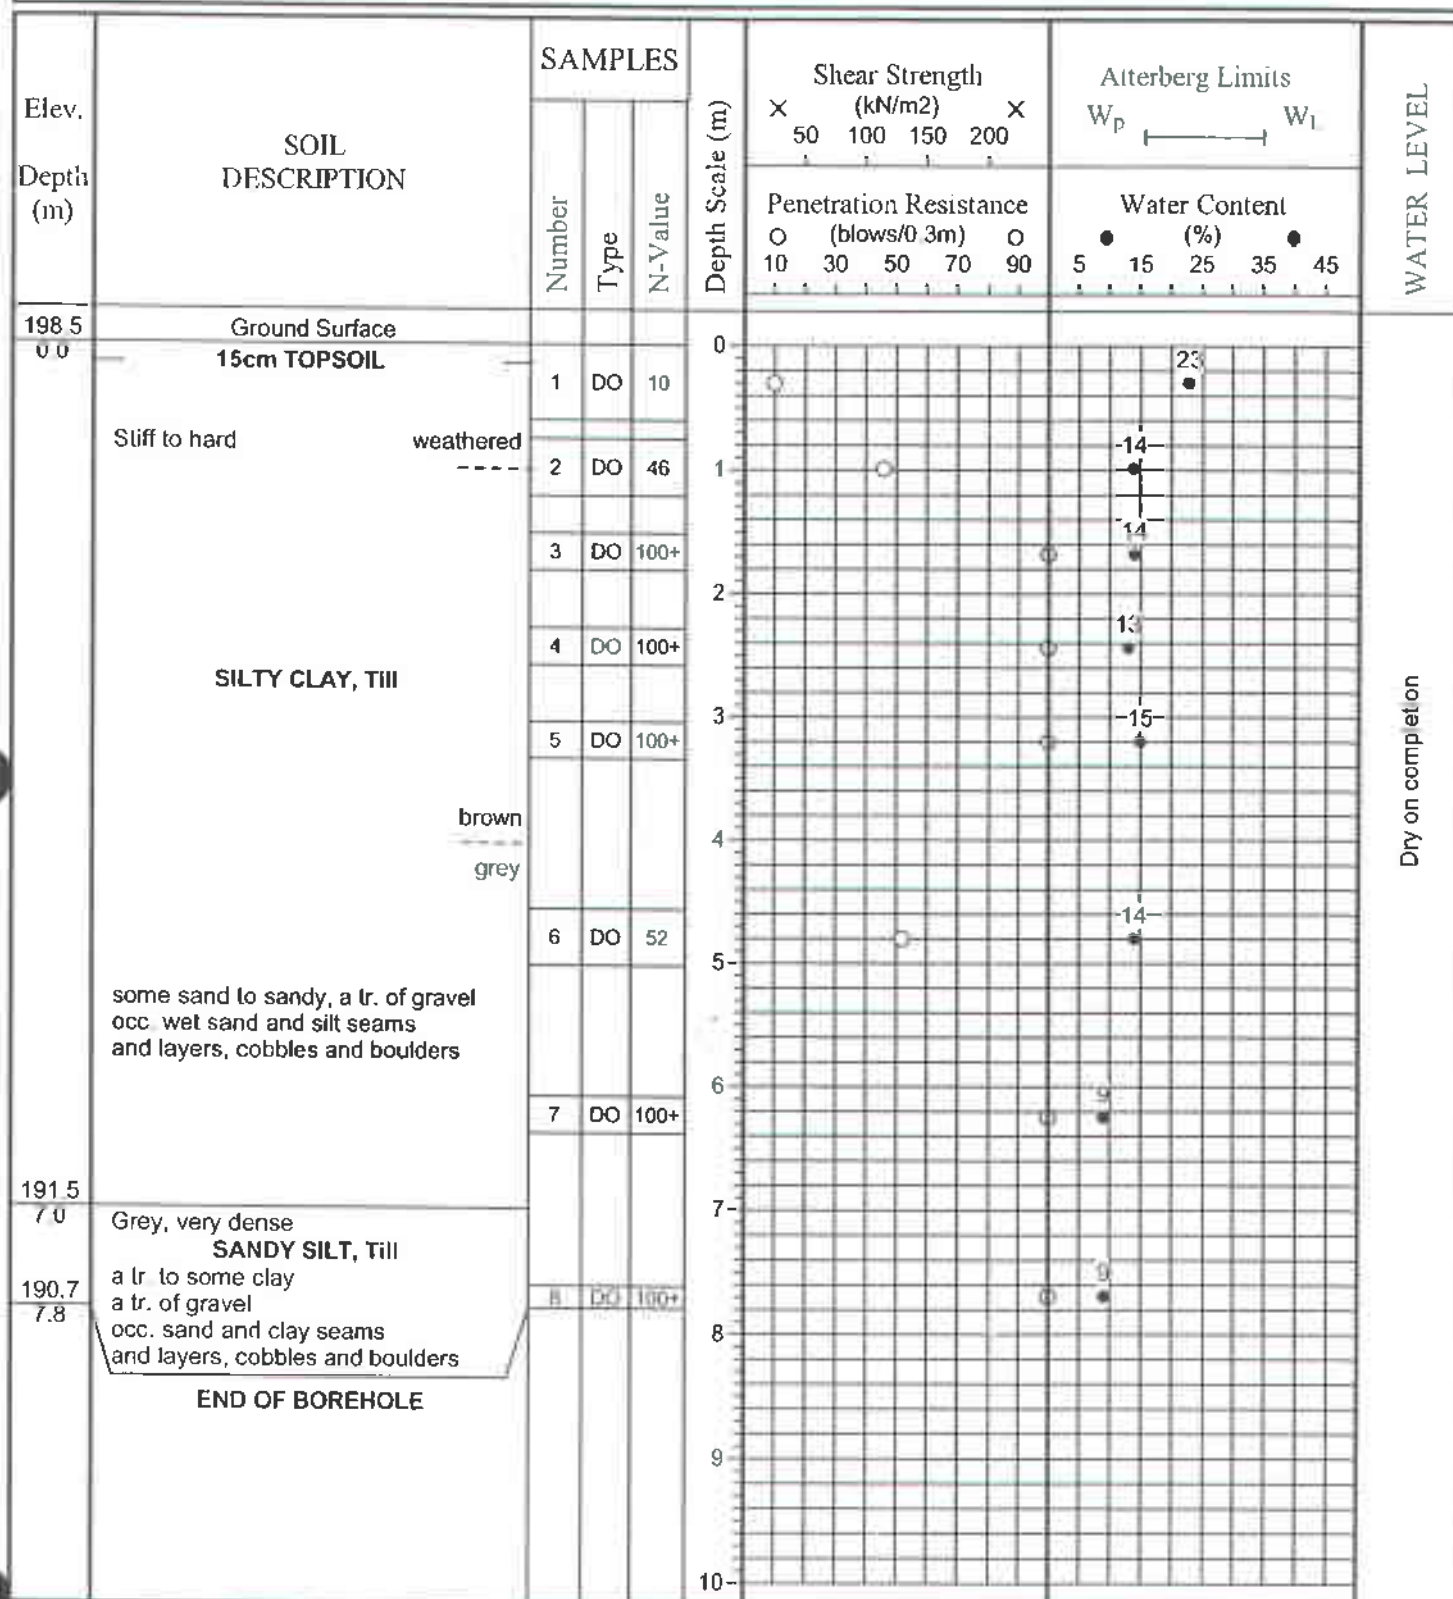 Elev.
Depth
(m)
SOIL
DESCRIPTION
SAMPLES
Number
Type
N-Value
Depth Scale (m)
Shear Strength
× (kN/m2) ×
50 100 150 200
Penetration Resistance
○ (blows/0.3m) ○
10 30 50 70 90
Atterberg Limits
Wp WL
Water Content
● (%) ●
5 15 25 35 45
WATER LEVEL
198.5 Ground Surface
0.0 15cm TOPSOIL 0
1 DO 10 23
Stiff to hard weathered
2 DO 46 1 14
3 DO 100+ 14
2
4 DO 100+ 13
SILTY CLAY, Till
3
5 DO 100+ 15
Dry on completion
brown
4
grey
6 DO 52 14
5
some sand to sandy, a tr. of gravel
occ. wet sand and silt seams
and layers, cobbles and boulders
6
7 DO 100+ 9
191.5
7.0 7
Grey, very dense
SANDY SILT, Till
a tr. to some clay
190.7 a tr. of gravel 8 DO 100+ 9
7.8
occ. sand and clay seams
8
and layers, cobbles and boulders
END OF BOREHOLE
9
10